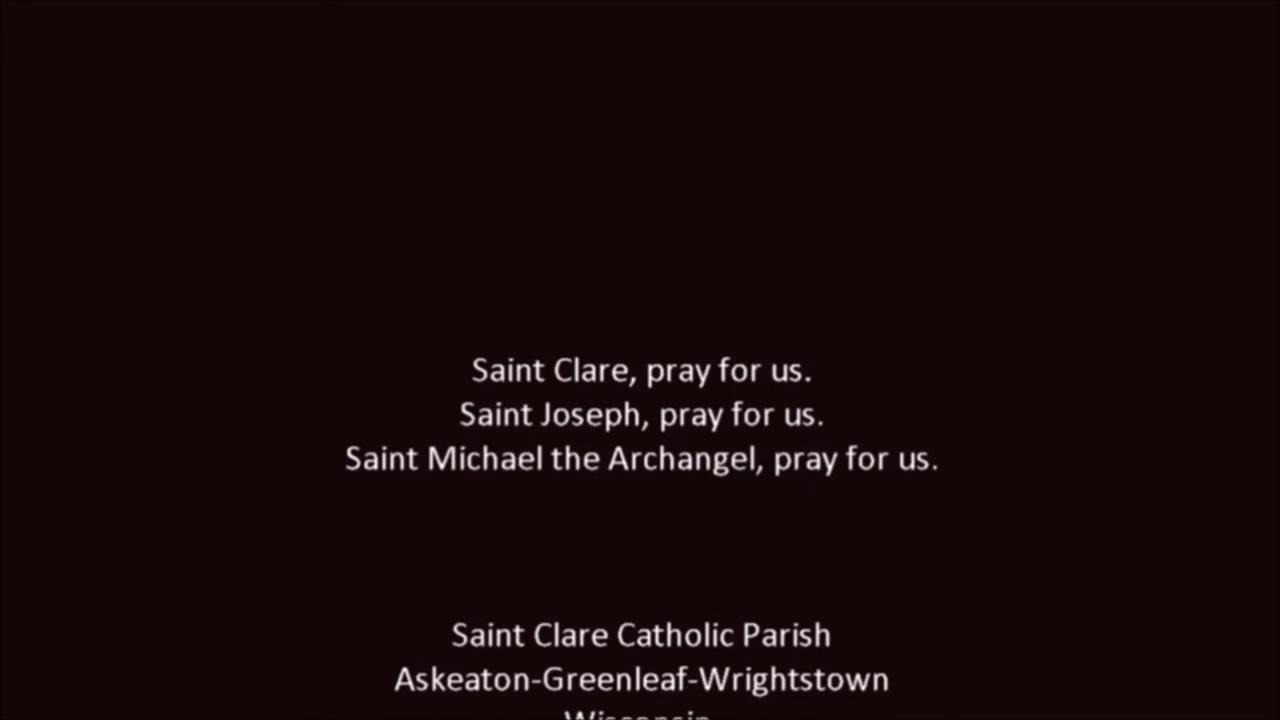 Saint Clare, pray for us.
Saint Joseph, pray for us.
Saint Michael the Archangel, pray for us.
Saint Clare Catholic Parish
Askeaton-Greenleaf-Wrightstown
Wisconsin